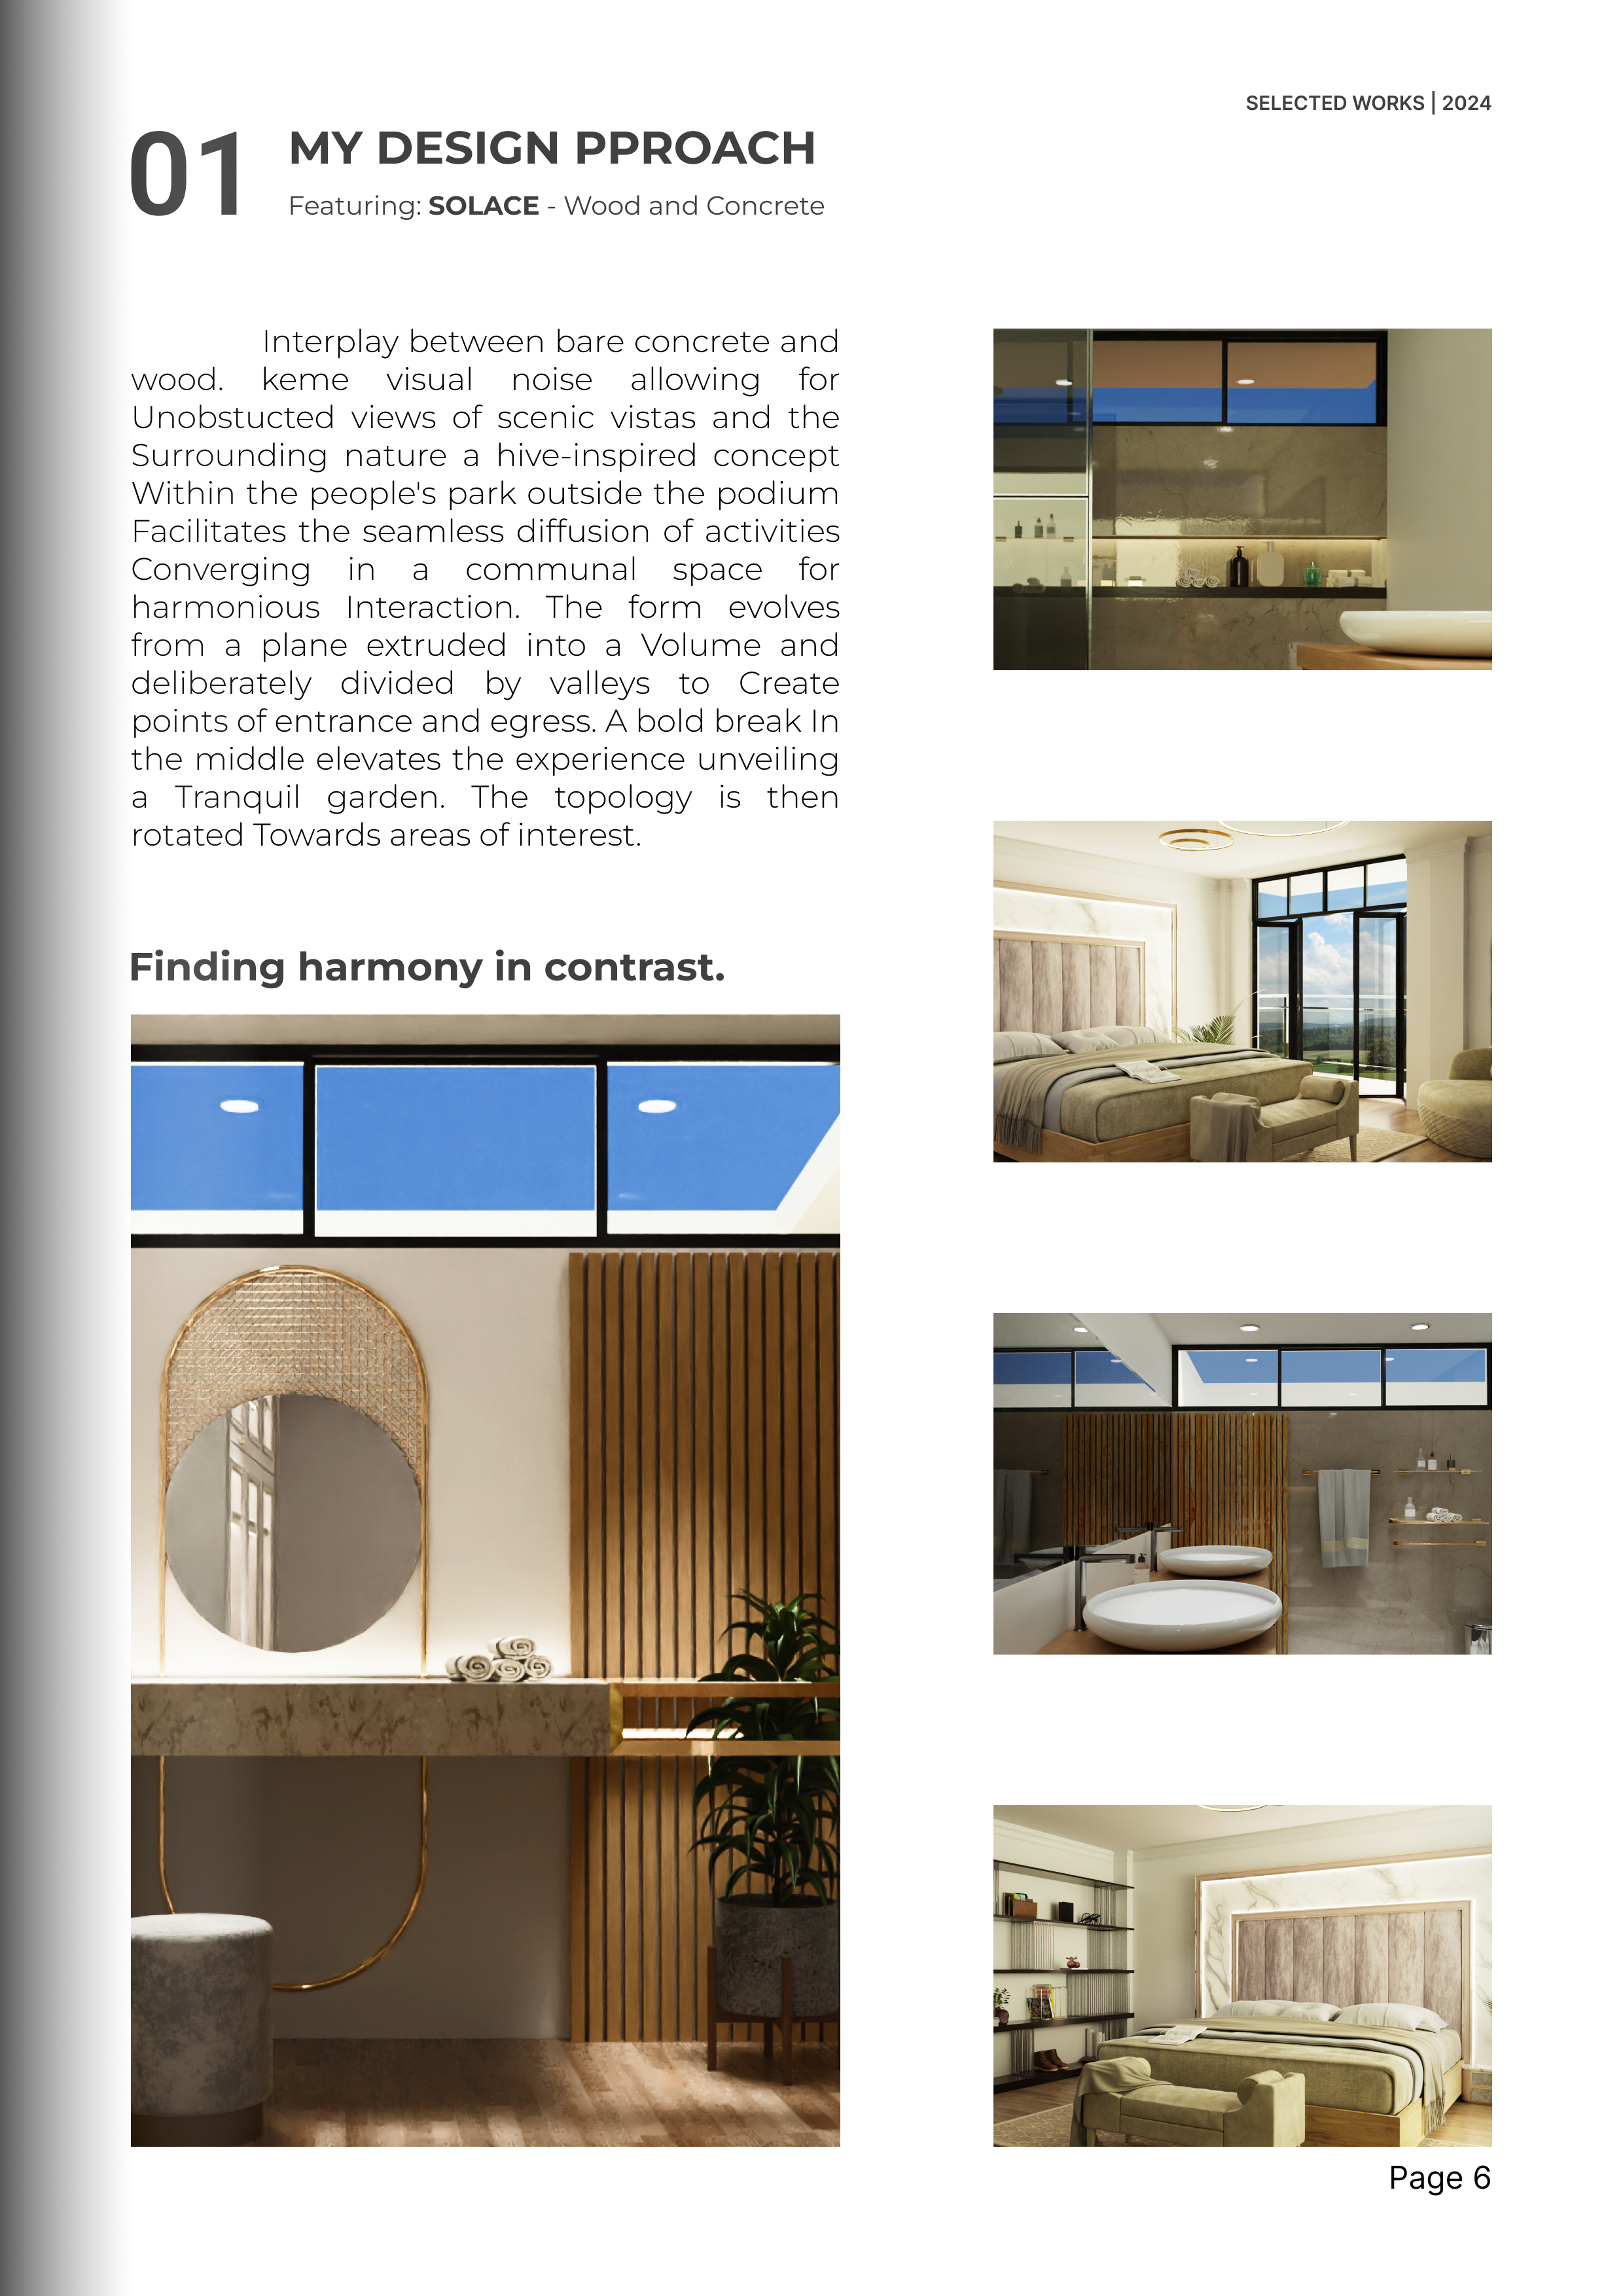 SELECTED WORKS | 2024
01
MY DESIGN PPROACH
Featuring: SOLACE - Wood and Concrete
Interplay between bare concrete and
wood. keme visual noise allowing for
Unobstucted views of scenic vistas and the
Surrounding nature a hive-inspired concept
Within the people's park outside the podium
Facilitates the seamless diffusion of activities
Converging in a communal space for
harmonious Interaction. The form evolves
from a plane extruded into a Volume and
deliberately divided by valleys to Create
points of entrance and egress. A bold break In
the middle elevates the experience unveiling
a Tranquil garden. The topology is then
rotated Towards areas of interest.
Finding harmony in contrast.
Page 6